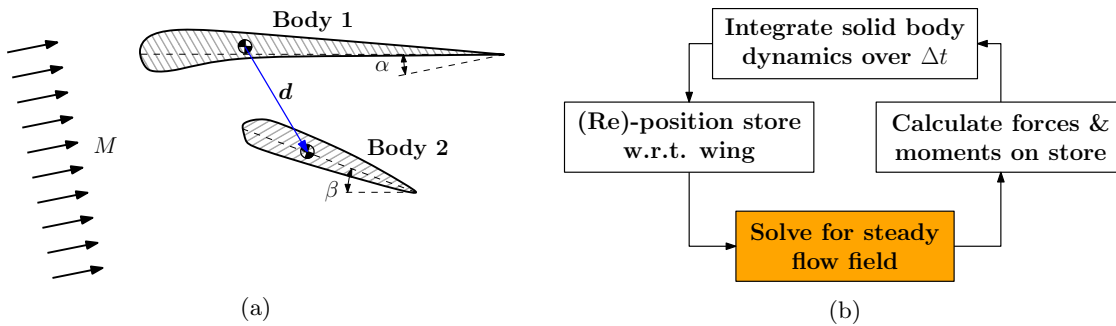 Body 1
α
d
M
Body 2
β
(a)
Integrate solid body
dynamics over Δt
(Re)-position store
w.r.t. wing
Calculate forces &
moments on store
Solve for steady
flow field
(b)